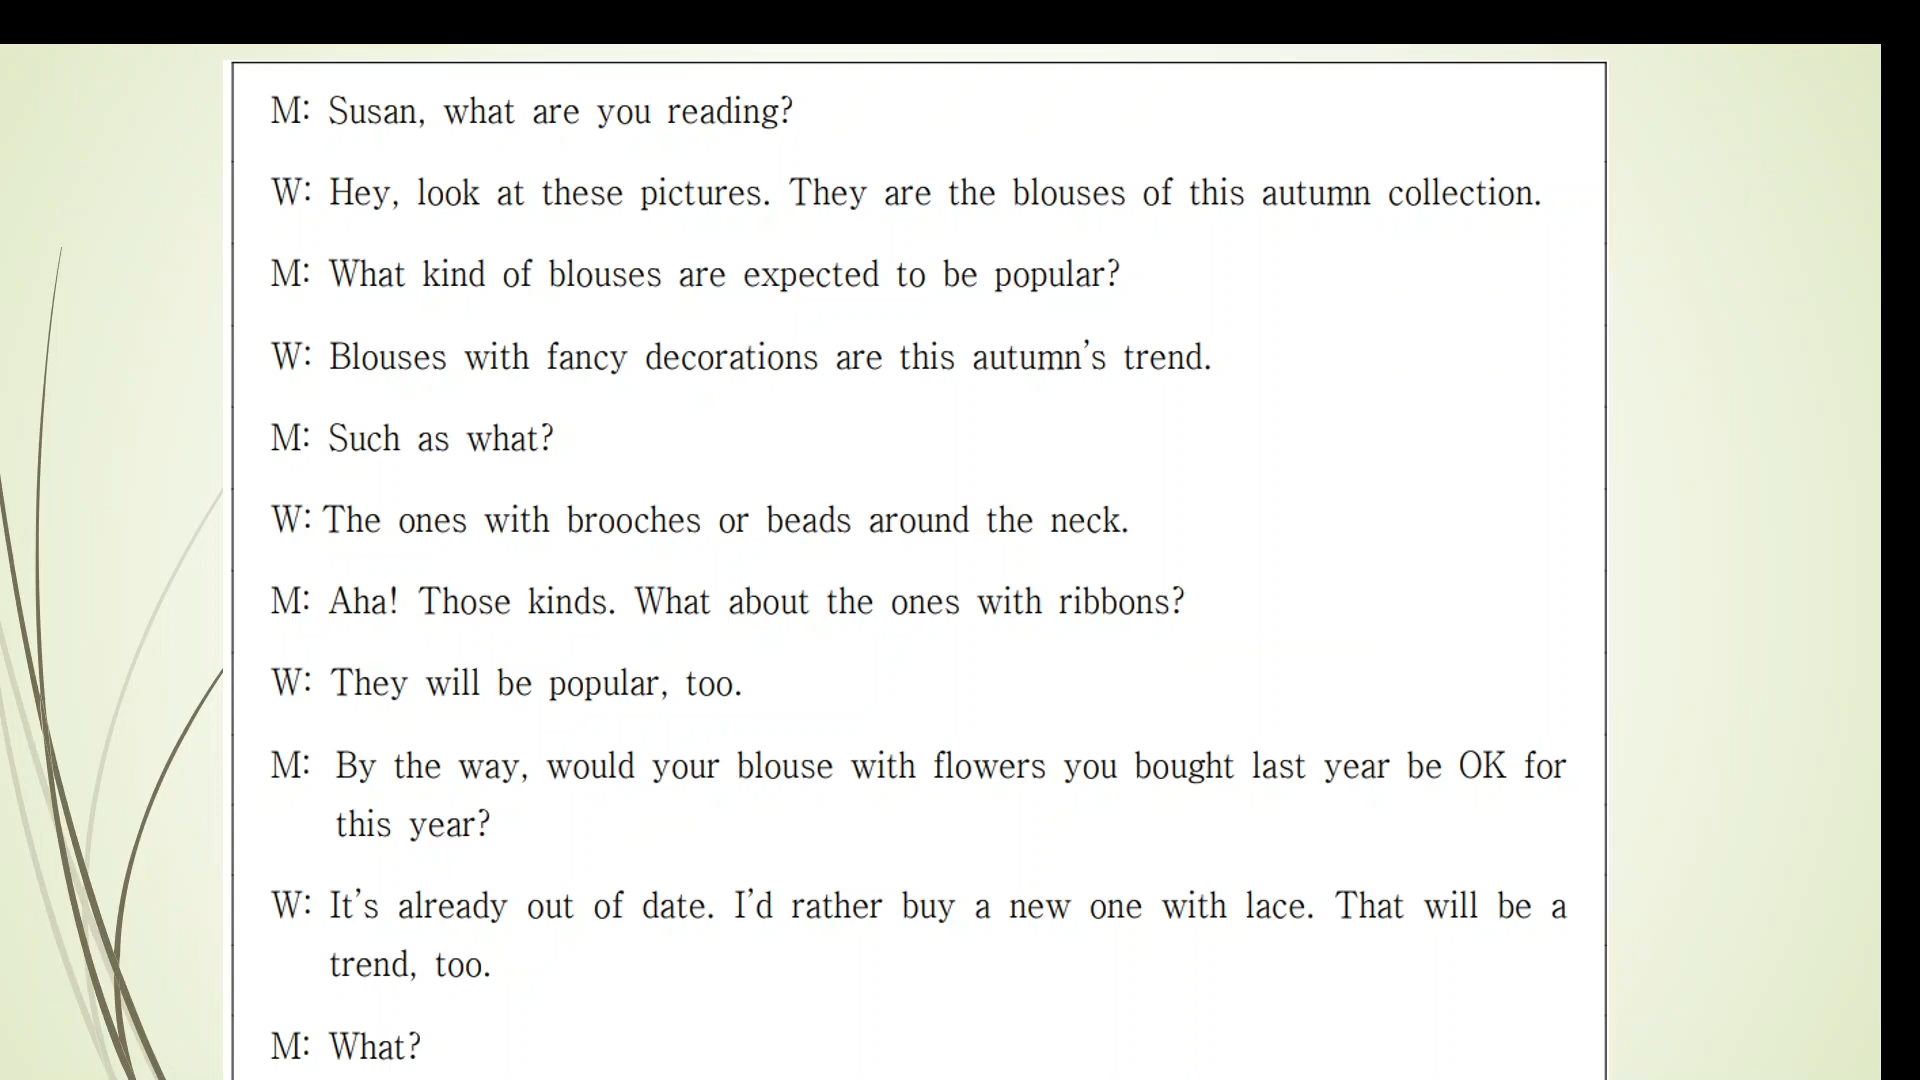 M: Susan, what are you reading?
W: Hey, look at these pictures. They are the blouses of this autumn collection.
M: What kind of blouses are expected to be popular?
W: Blouses with fancy decorations are this autumn’s trend.
M: Such as what?
W: The ones with brooches or beads around the neck.
M: Aha! Those kinds. What about the ones with ribbons?
W: They will be popular, too.
M: By the way, would your blouse with flowers you bought last year be OK for
this year?
W: It’s already out of date. I’d rather buy a new one with lace. That will be a
trend, too.
M: What?